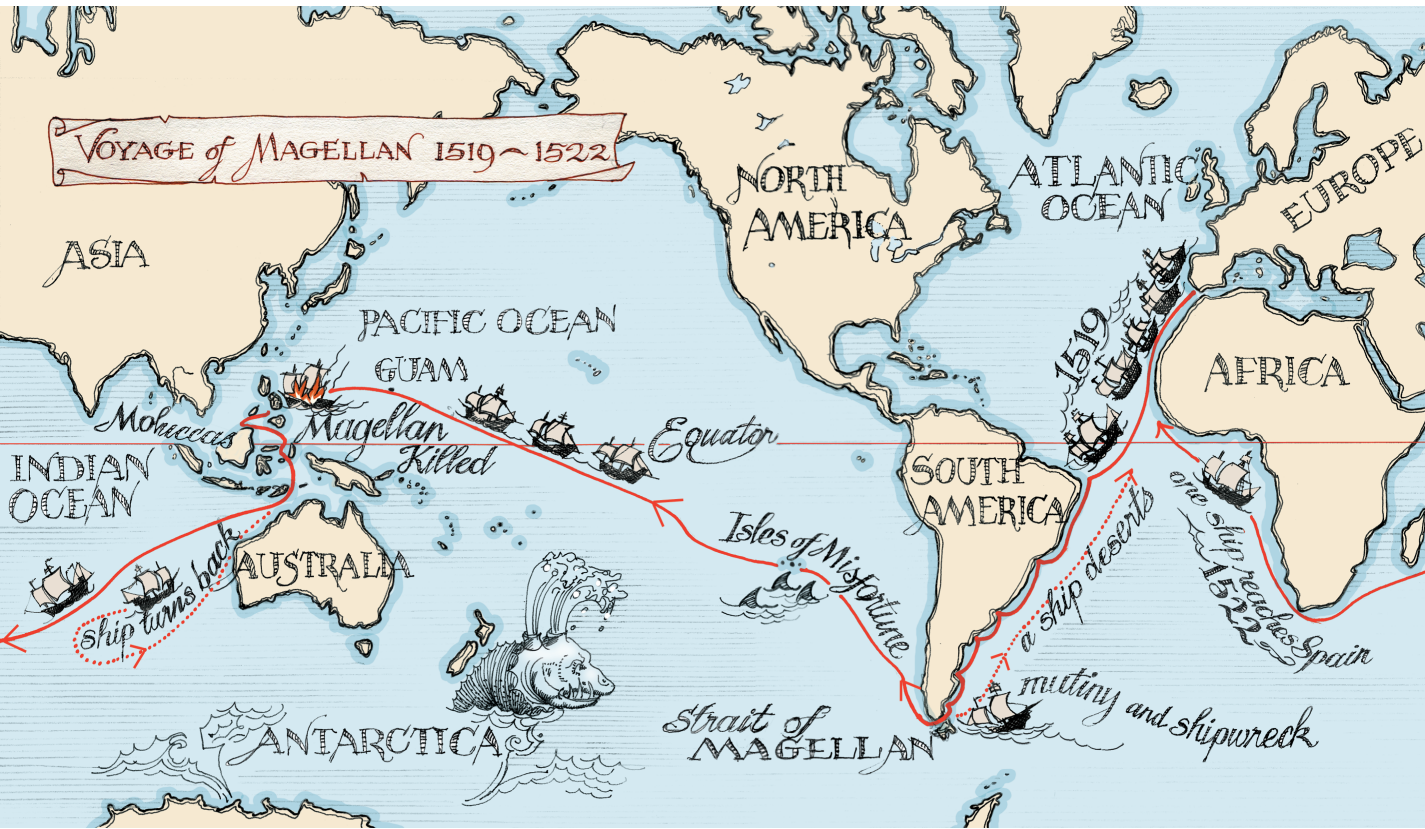 VOYAGE of MAGELLAN 1519~1522
NORTH
AMERICA
ATLANTIC
OCEAN
EUROPE
ASIA
PACIFIC OCEAN
GUAM
1519
AFRICA
Moluccas
Magellan
Killed
Equator
INDIAN
OCEAN
SOUTH
AMERICA
one ship reaches Spain
1522
Isles of Misfortune
AUSTRALIA
ship turns back
a ship deserts
mutiny and shipwreck
Strait of
MAGELLAN
ANTARCTICA